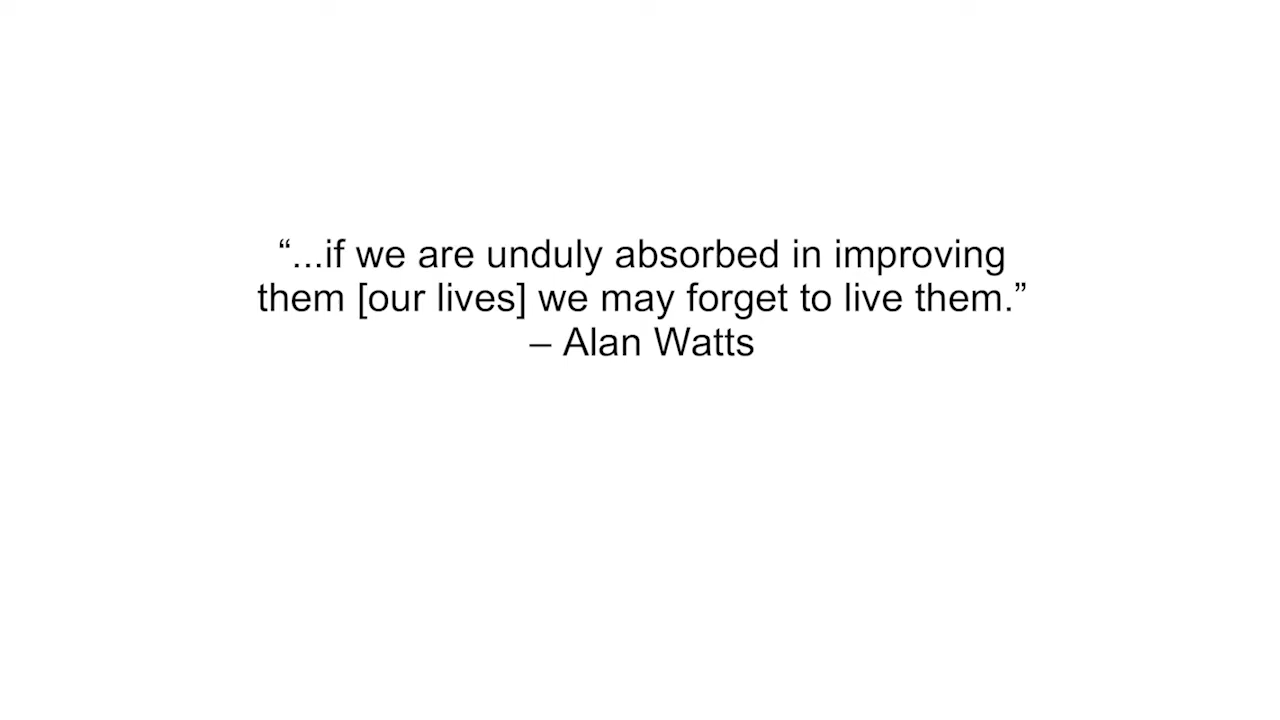 “...if we are unduly absorbed in improving
them [our lives] we may forget to live them.”
– Alan Watts